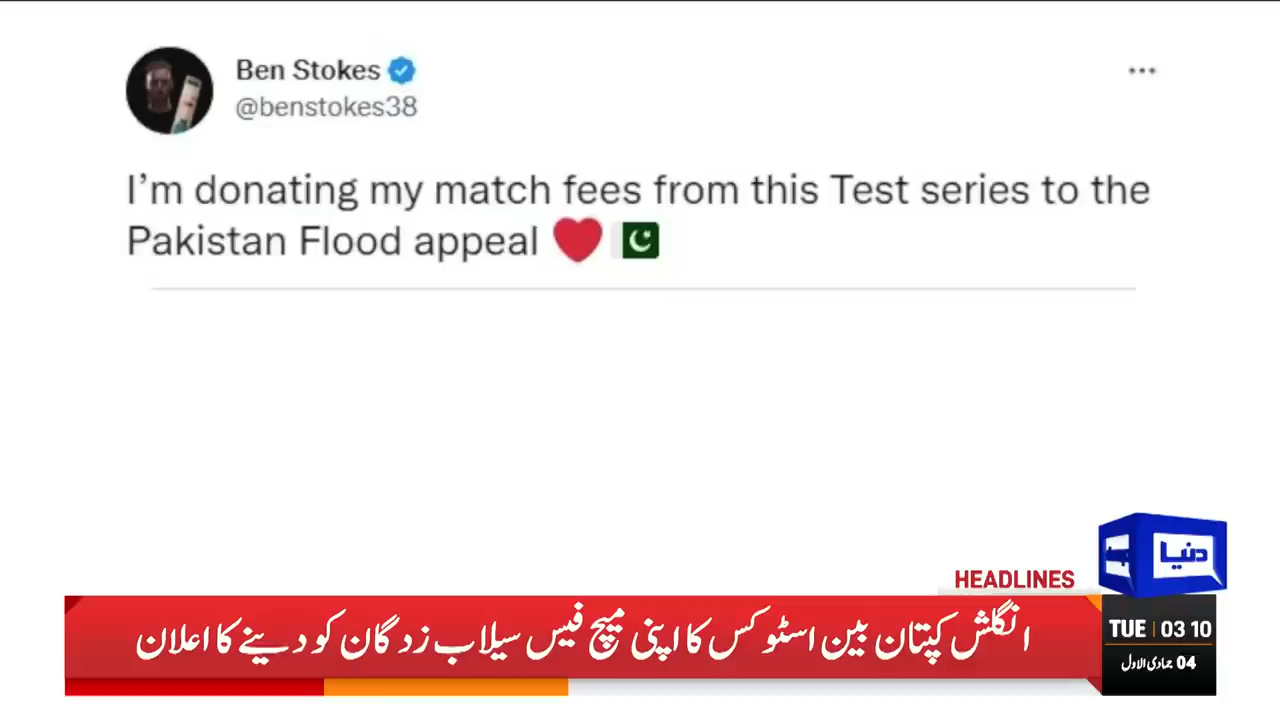 Ben Stokes
@benstokes38
I'm donating my match fees from this Test series to the
Pakistan Flood appeal ❤️🇵🇰
HEADLINES
دنیا
انگلش کپتان بین اسٹوکس کا اپنی میچ فیس سیلاب زدگان کو دینے کا اعلان
TUE 03 10
04 جمادی الاول